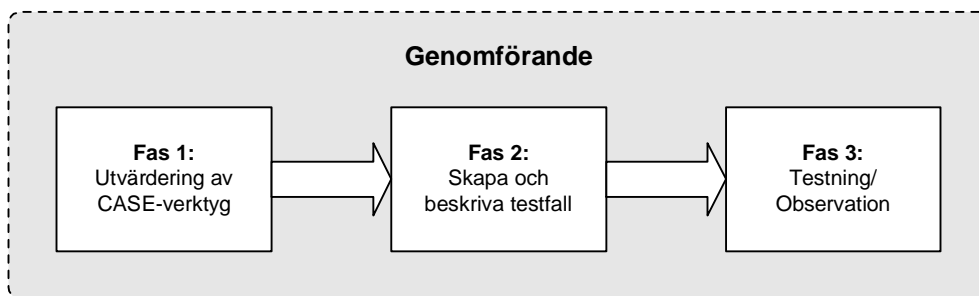 Genomförande
Fas 1:
Utvärdering av
CASE-verktyg
Fas 2:
Skapa och
beskriva testfall
Fas 3:
Testning/
Observation